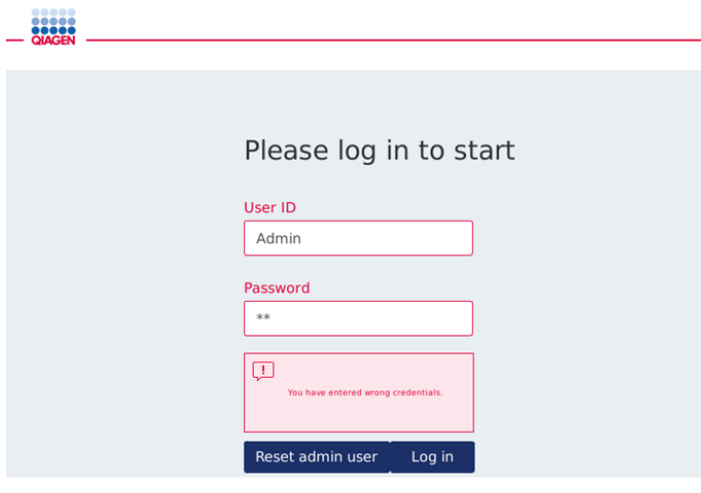 QIAGEN
Please log in to start
User ID
Admin
Password
**
!
You have entered wrong credentials.
Reset admin user Log in